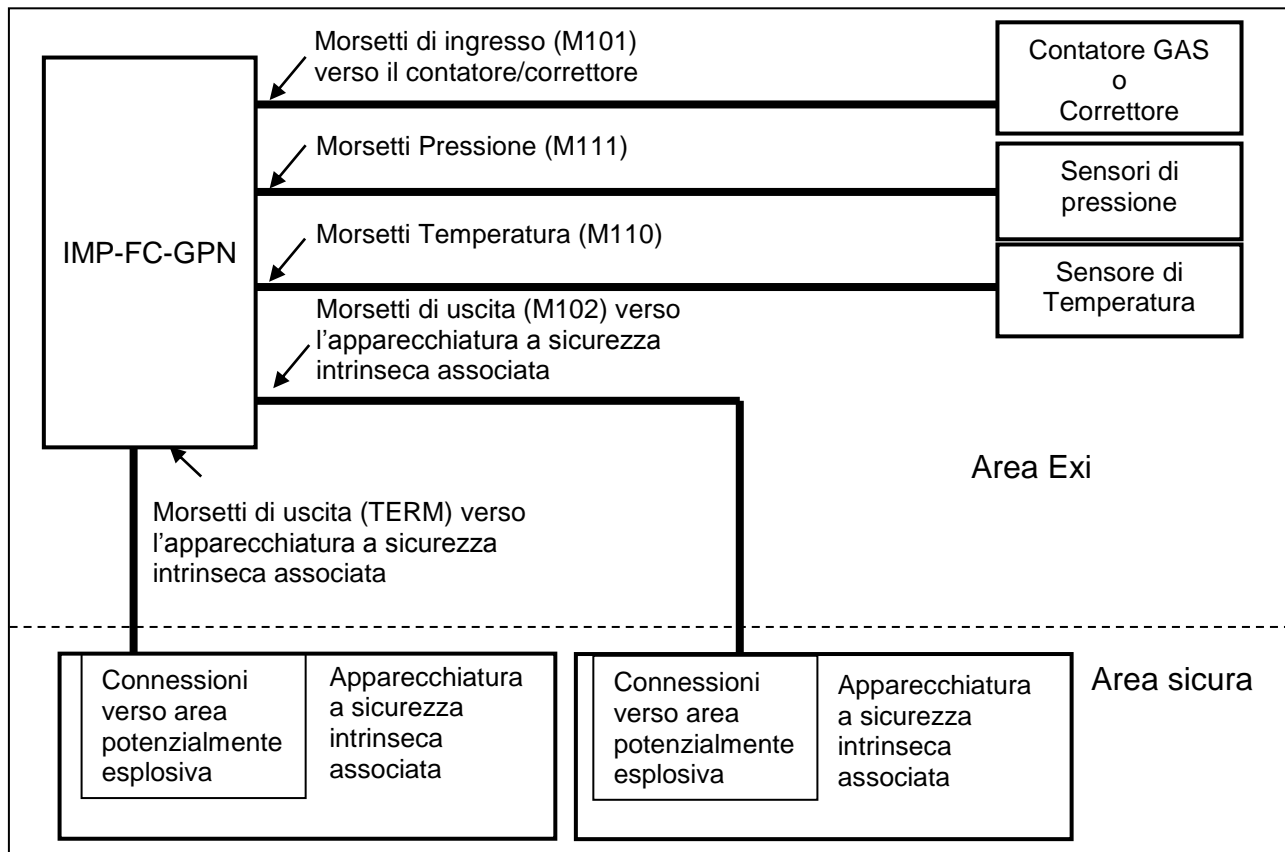 Morsetti di ingresso (M101)
verso il contatore/correttore
Contatore GAS
o
Correttore
Morsetti Pressione (M111)
Sensori di
pressione
IMP-FC-GPN
Morsetti Temperatura (M110)
Sensore di
Temperatura
Morsetti di uscita (M102) verso
l’apparecchiatura a sicurezza
intrinseca associata
Area Exi
Morsetti di uscita (TERM) verso
l’apparecchiatura a sicurezza
intrinseca associata
Connessioni
verso area
potenzialmente
esplosiva
Apparecchiatura
a sicurezza
intrinseca
associata
Connessioni
verso area
potenzialmente
esplosiva
Apparecchiatura
a sicurezza
intrinseca
associata
Area sicura